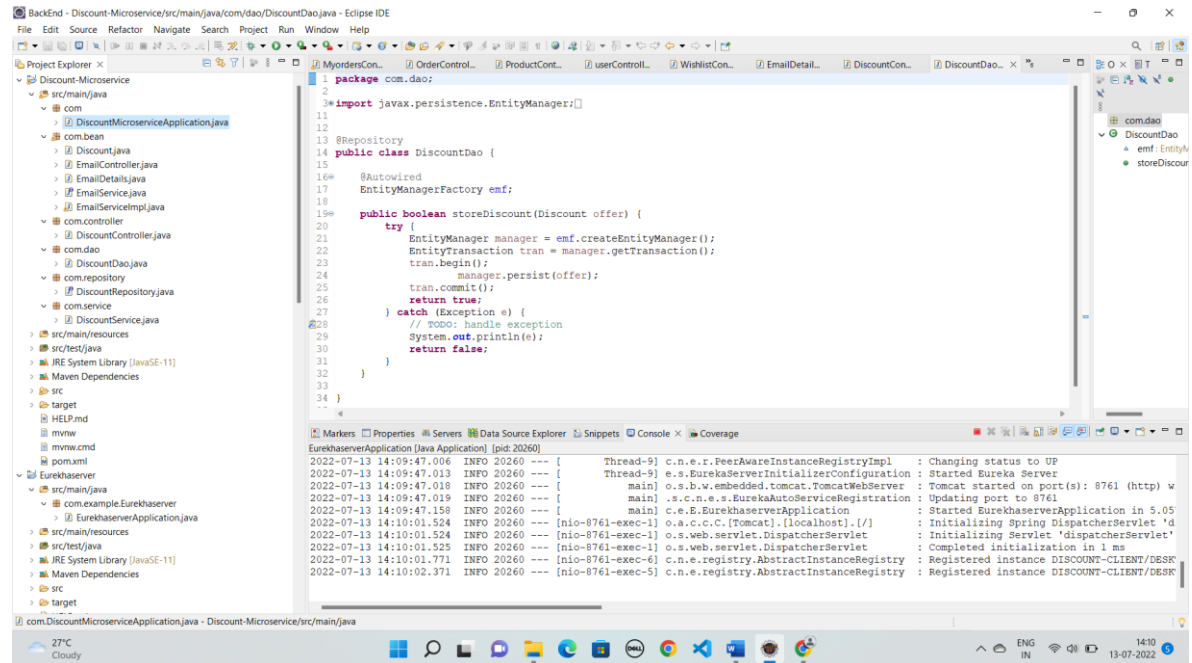 BackEnd - Discount-Microservice/src/main/java/com/dao/DiscountDao.java - Eclipse IDE
File Edit Source Refactor Navigate Search Project Run Window Help
Project Explorer
Discount-Microservice
src/main/java
com
DiscountMicroserviceApplication.java
com.bean
Discount.java
EmailController.java
EmailDetails.java
EmailService.java
EmailServiceImpl.java
com.controller
DiscountController.java
com.dao
DiscountDao.java
com.repository
DiscountRepository.java
com.service
DiscountService.java
src/main/resources
src/test/java
JRE System Library [JavaSE-11]
Maven Dependencies
src
target
HELP.md
mvnw
mvnw.cmd
pom.xml
Eurekhaserver
src/main/java
com.example.Eurekhaserver
EurekhaserverApplication.java
src/main/resources
src/test/java
JRE System Library [JavaSE-11]
Maven Dependencies
src
target
MyordersCon... OrderControl... ProductCont... userControll... WishlistCon... EmailDetail... DiscountCon... DiscountDao...
1 package com.dao;
2
3 import javax.persistence.EntityManager;
11
12
13 @Repository
14 public class DiscountDao {
15
16 @Autowired
17 EntityManagerFactory emf;
18
19 public boolean storeDiscount(Discount offer) {
20 try {
21 EntityManager manager = emf.createEntityManager();
22 EntityTransaction tran = manager.getTransaction();
23 tran.begin();
24 manager.persist(offer);
25 tran.commit();
26 return true;
27 } catch (Exception e) {
28 // TODO: handle exception
29 System.out.println(e);
30 return false;
31 }
32 }
33
34 }
O T
com.dao
DiscountDao
emf : EntityM
storeDiscour
Markers Properties Servers Data Source Explorer Snippets Console Coverage
EurekhaserverApplication [Java Application] [pid: 20260]
2022-07-13 14:09:47.006 INFO 20260 --- [ Thread-9] c.n.e.r.PeerAwareInstanceRegistryImpl : Changing status to UP
2022-07-13 14:09:47.013 INFO 20260 --- [ Thread-9] e.s.EurekaServerInitializerConfiguration : Started Eureka Server
2022-07-13 14:09:47.018 INFO 20260 --- [ main] o.s.b.w.embedded.tomcat.TomcatWebServer : Tomcat started on port(s): 8761 (http) w
2022-07-13 14:09:47.019 INFO 20260 --- [ main] .s.c.n.e.s.EurekaAutoServiceRegistration : Updating port to 8761
2022-07-13 14:09:47.158 INFO 20260 --- [ main] c.e.E.EurekhaserverApplication : Started EurekhaserverApplication in 5.05
2022-07-13 14:10:01.524 INFO 20260 --- [nio-8761-exec-1] o.a.c.c.C.[Tomcat].[localhost].[/] : Initializing Spring DispatcherServlet 'd
2022-07-13 14:10:01.524 INFO 20260 --- [nio-8761-exec-1] o.s.web.servlet.DispatcherServlet : Initializing Servlet 'dispatcherServlet'
2022-07-13 14:10:01.525 INFO 20260 --- [nio-8761-exec-1] o.s.web.servlet.DispatcherServlet : Completed initialization in 1 ms
2022-07-13 14:10:01.771 INFO 20260 --- [nio-8761-exec-6] c.n.e.registry.AbstractInstanceRegistry : Registered instance DISCOUNT-CLIENT/DESK
2022-07-13 14:10:02.371 INFO 20260 --- [nio-8761-exec-5] c.n.e.registry.AbstractInstanceRegistry : Registered instance DISCOUNT-CLIENT/DESK
com.DiscountMicroserviceApplication.java - Discount-Microservice/src/main/java
27°C
Cloudy
DELL
ENG
IN
14:10
13-07-2022
5